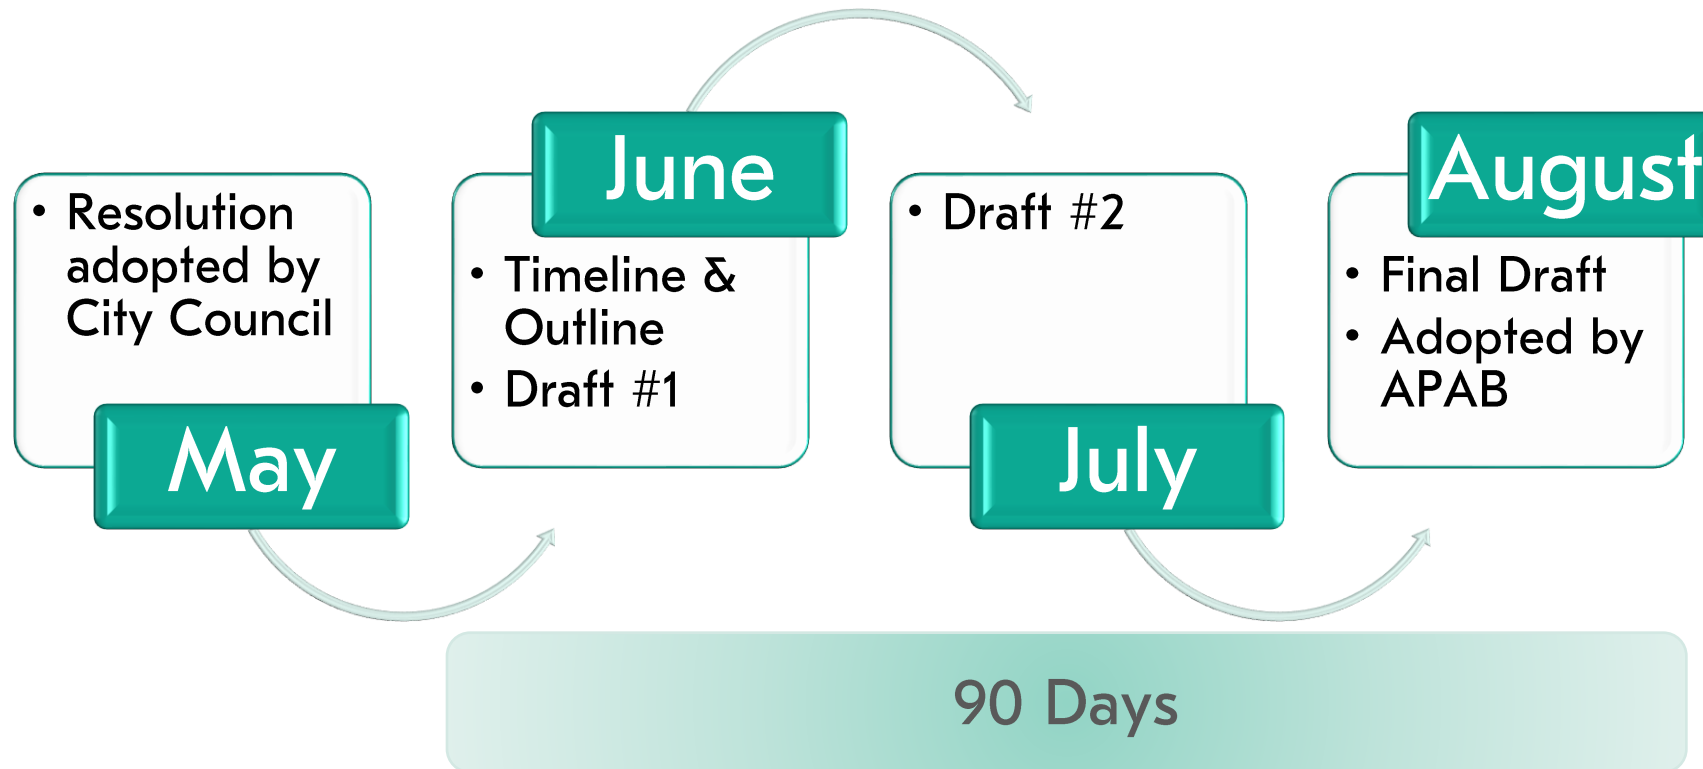 • Resolution
adopted by
City Council
May
June
• Timeline &
Outline
• Draft #1
• Draft #2
July
August
• Final Draft
• Adopted by
APAB
90 Days